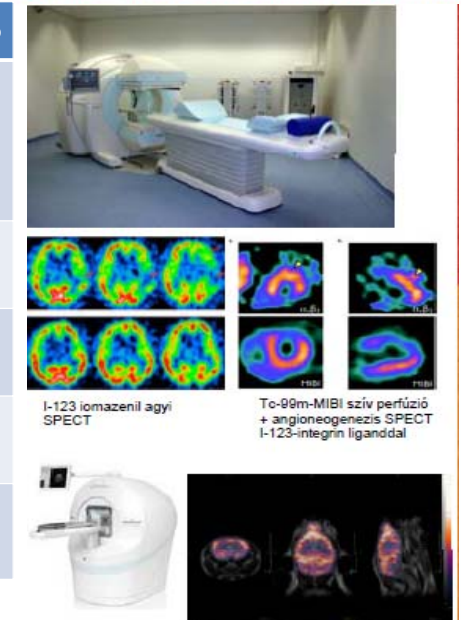 I-123 iomazenil agyi
SPECT
Tc-99m-MIBI szív perfúzió
+ angioneogenezis SPECT
I-123-integrin liganddal
MIBI
MIBI